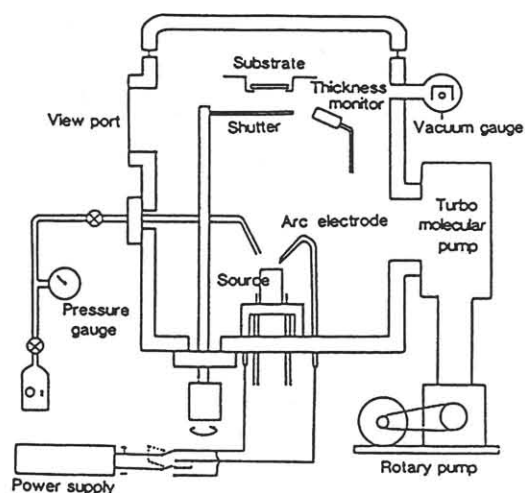 Substrate
Thickness
monitor
View port
Shutter
Vacuum gauge
Arc electrode
Turbo
molecular
pump
Source
Pressure
gauge
Power supply
Rotary pump